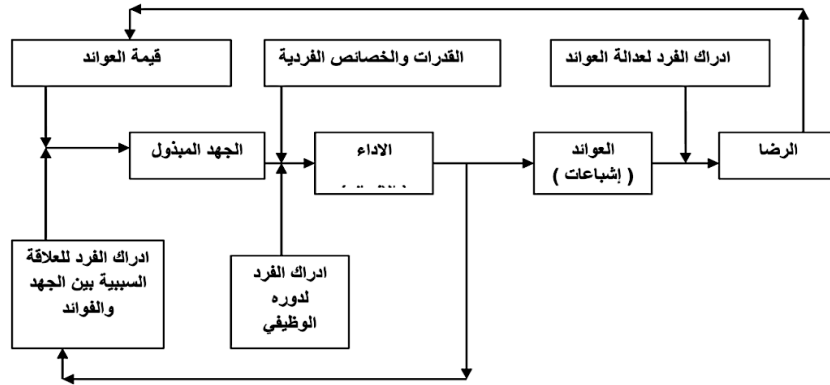 قيمة العوائد
القدرات والخصائص الفردية
ادراك الفرد لعدالة العوائد
الجهد المبذول
الاداء
العوائد
( إشباعات )
الرضا
ادراك الفرد للعلاقة
السببية بين الجهد
والفوائد
ادراك الفرد
لدوره
الوظيفي